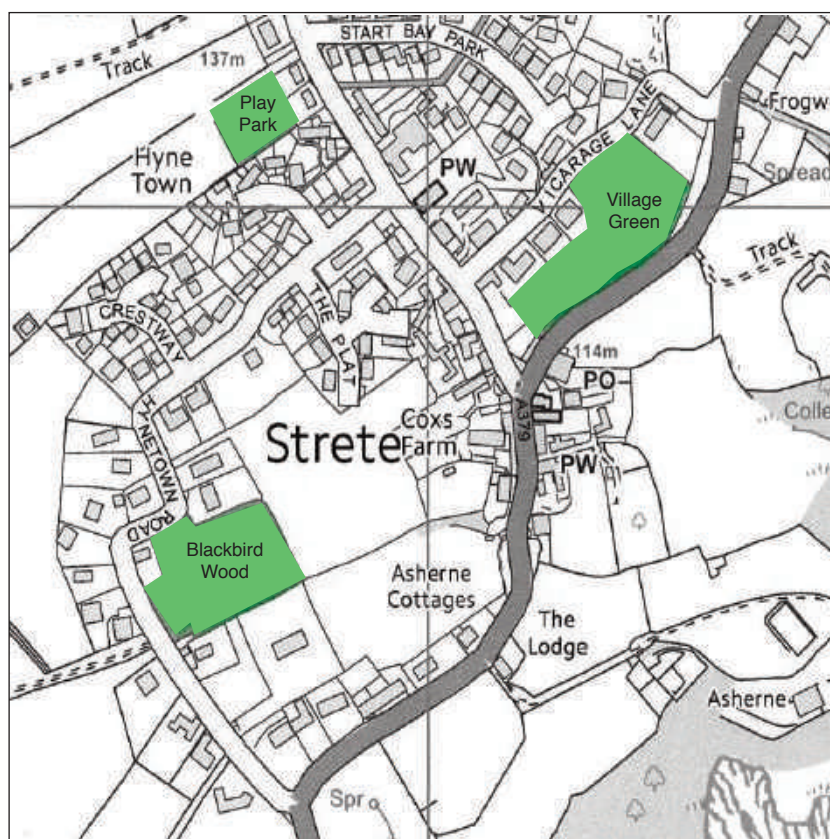 START BAY PARK
Track
137m
Play
Park
Frogw
VICARAGE LANE
Hyne
Town
PW
Spread
Village
Green
Track
CRESTWAY
THE PLAT
114m
PO
Colle
A379
Coxs
Farm
Strete
PW
HYNETOWN ROAD
Blackbird
Wood
Asherne
Cottages
The
Lodge
Asherne
Spr